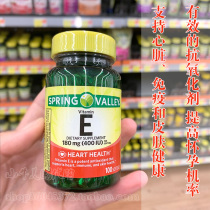 有效的抗氧化剂 提高怀孕机率
支持心脏，免疫和皮肤健康
SPRING VALLEY
Vitamin
E
DIETARY SUPPLEMENT
180 mg (400 IU)
HEART HEALTH
100